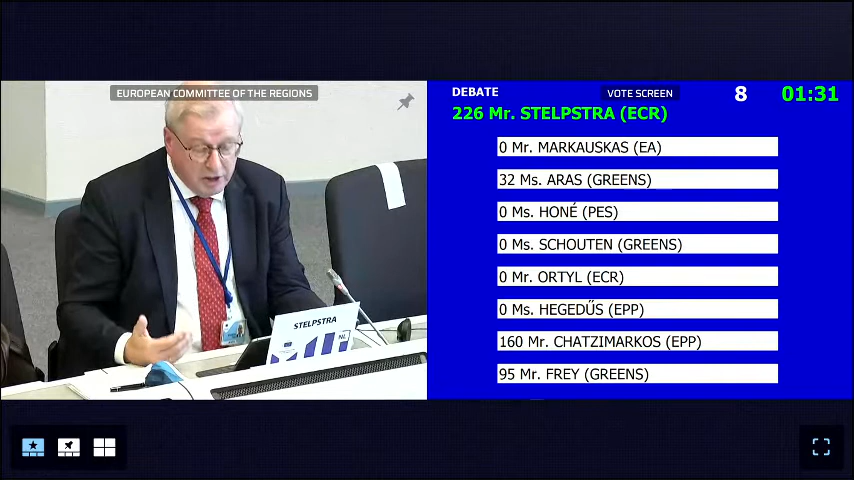 EUROPEAN COMMITTEE OF THE REGIONS
STELPSTRA
NL
DEBATE
VOTE SCREEN
8
01:31
226 Mr. STELPSTRA (ECR)
0 Mr. MARKAUSKAS (EA)
32 Ms. ARAS (GREENS)
0 Ms. HONÉ (PES)
0 Ms. SCHOUTEN (GREENS)
0 Mr. ORTYL (ECR)
0 Ms. HEGEDŰS (EPP)
160 Mr. CHATZIMARKOS (EPP)
95 Mr. FREY (GREENS)